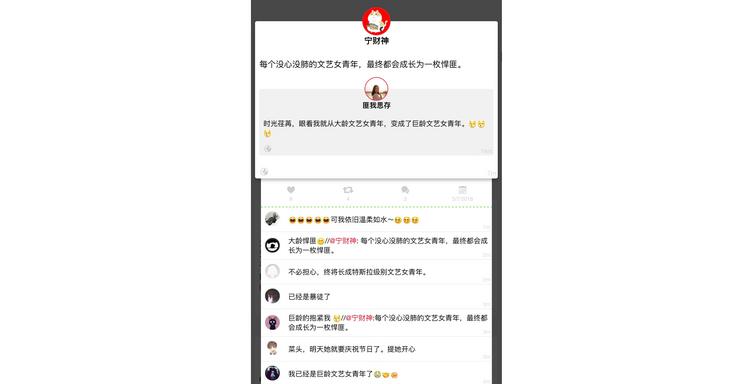 宁财神
每个没心没肺的文艺女青年，最终都会成长为一枚悍匪。
匪我思存
时光荏苒，眼看我就从大龄文艺女青年，变成了巨龄文艺女青年。
可我依旧温柔如水～
大龄悍匪//@宁财神: 每个没心没肺的文艺女青年，最终都会成
长为一枚悍匪。
不必担心，终将长成特斯拉级别文艺女青年。
已经是暴徒了
巨龄的抱紧我 //@宁财神:每个没心没肺的文艺女青年，最终都
会成长为一枚悍匪。
菜头，明天她就要庆祝节日了。提她开心
我已经是巨龄文艺女青年了